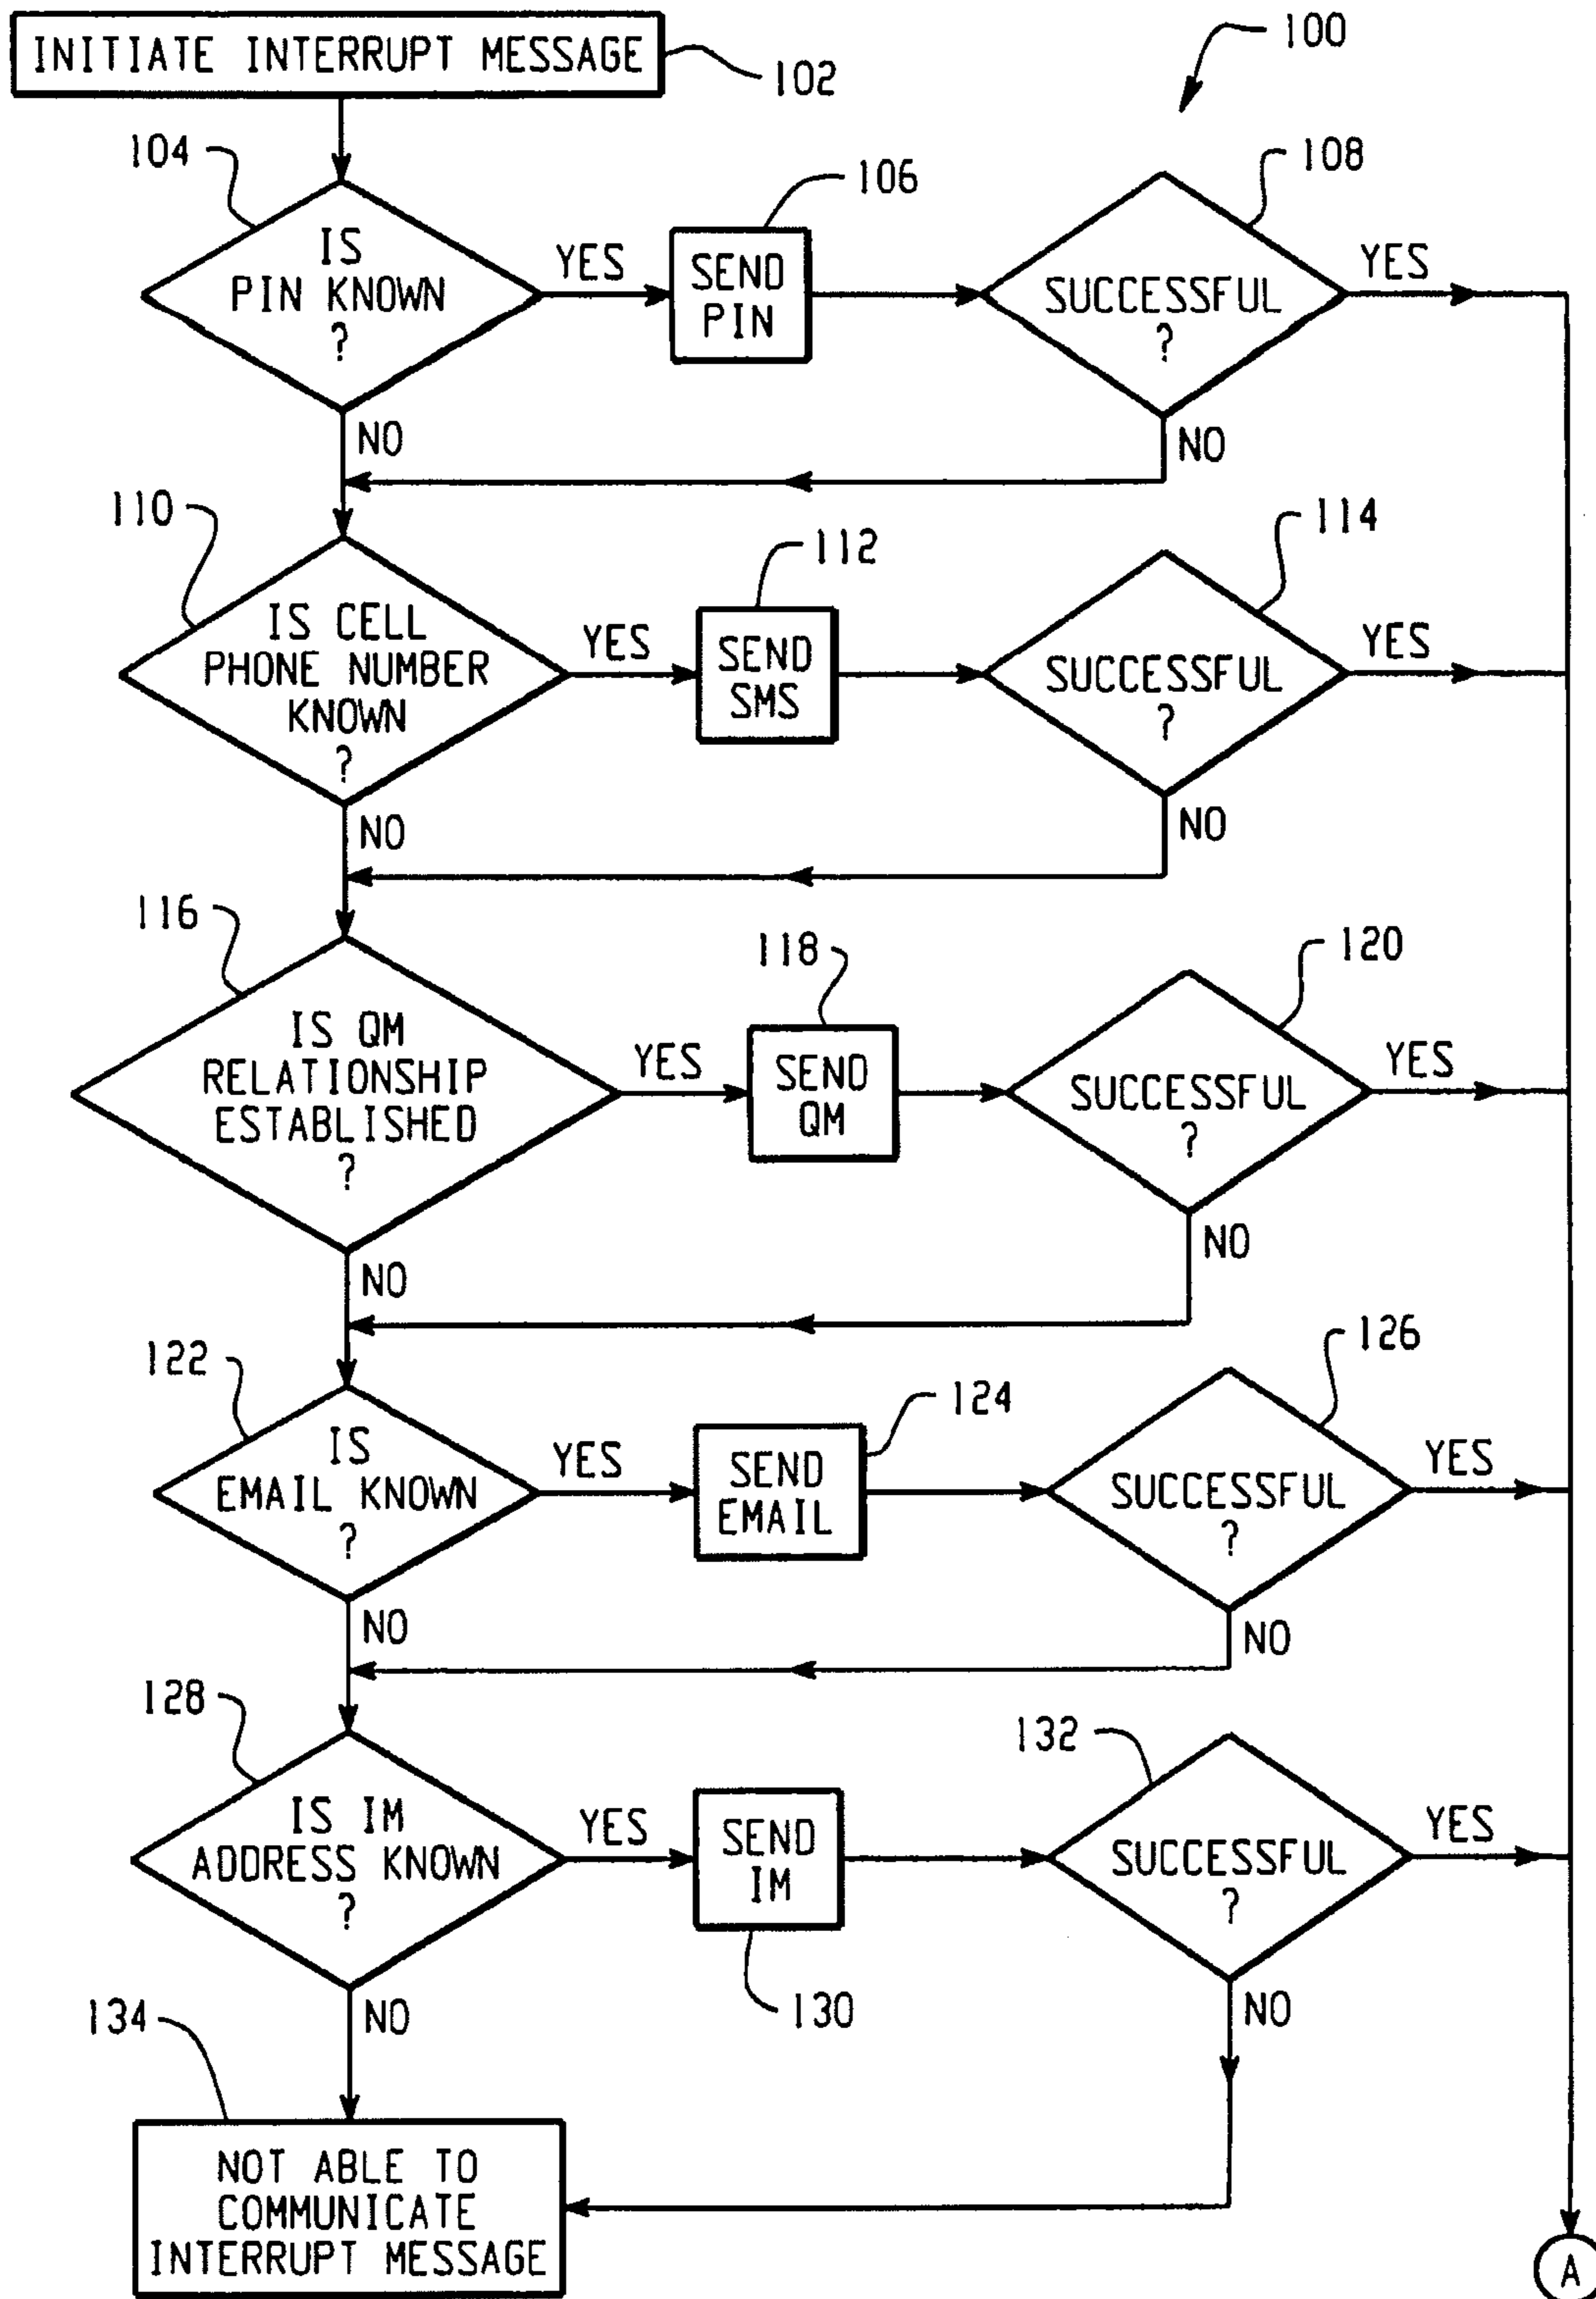 INITIATE INTERRUPT MESSAGE
102
100
104
IS
PIN KNOWN
?
YES
NO
106
SEND
PIN
108
SUCCESSFUL
?
YES
NO
110
IS CELL
PHONE NUMBER
KNOWN
?
YES
NO
112
SEND
SMS
114
SUCCESSFUL
?
YES
NO
116
IS QM
RELATIONSHIP
ESTABLISHED
?
YES
NO
118
SEND
QM
120
SUCCESSFUL
?
YES
NO
122
IS
EMAIL KNOWN
?
YES
NO
124
SEND
EMAIL
126
SUCCESSFUL
?
YES
NO
128
IS IM
ADDRESS KNOWN
?
YES
NO
SEND
IM
130
132
SUCCESSFUL
?
YES
NO
134
NOT ABLE TO
COMMUNICATE
INTERRUPT MESSAGE
A